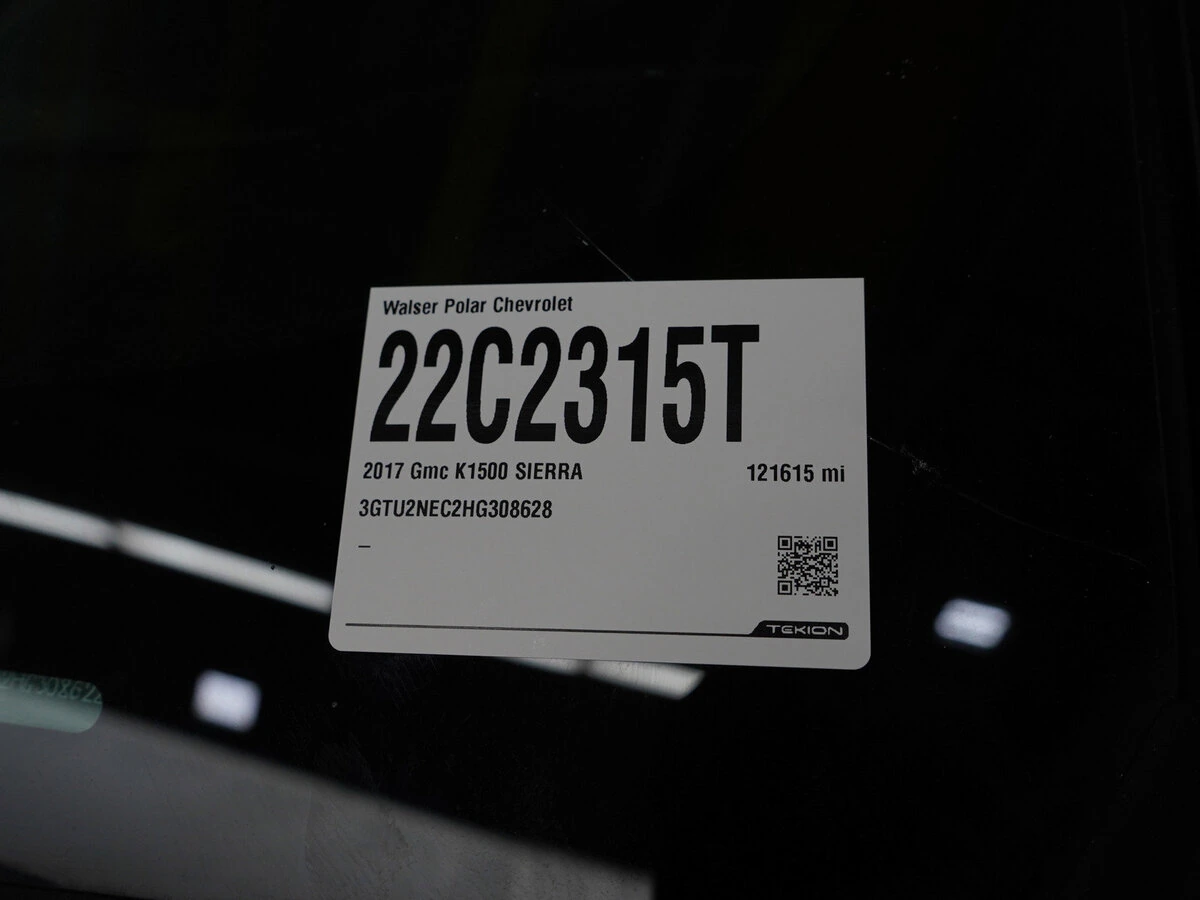 Walser Polar Chevrolet
22C2315T
2017 Gmc K1500 SIERRA 121615 mi
3GTU2NEC2HG308628
–
TEKION